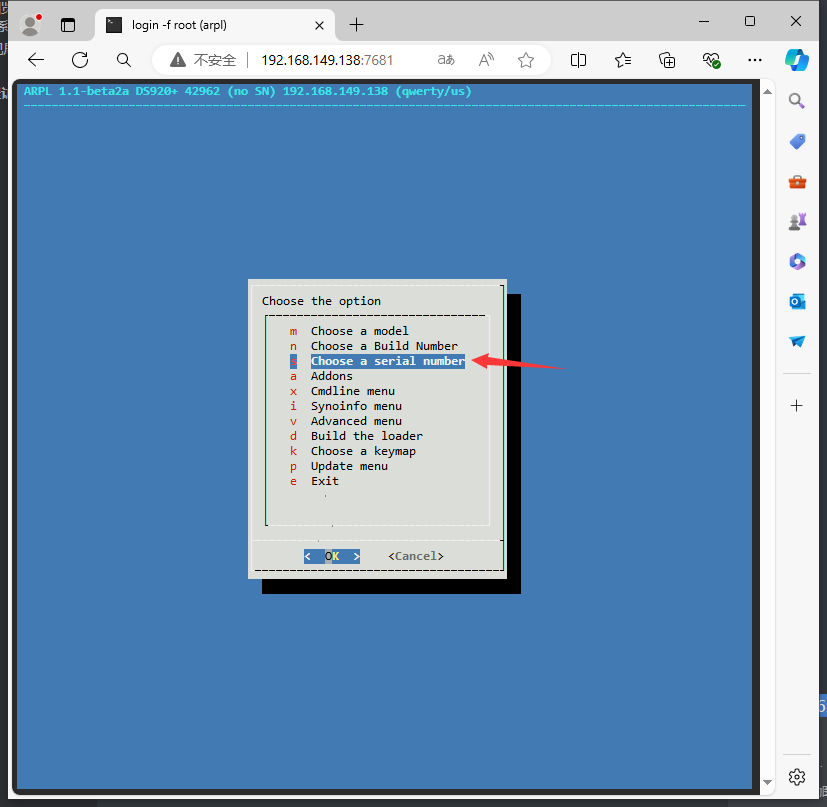 login -f root (arpl)
不安全 192.168.149.138:7681
ARPL 1.1-beta2a DS920+ 42962 (no SN) 192.168.149.138 (qwerty/us)
Choose the option
m Choose a model
n Choose a Build Number
Choose a serial number
a Addons
x Cmdline menu
i Synoinfo menu
v Advanced menu
d Build the loader
k Choose a keymap
p Update menu
e Exit
< OK > <Cancel>